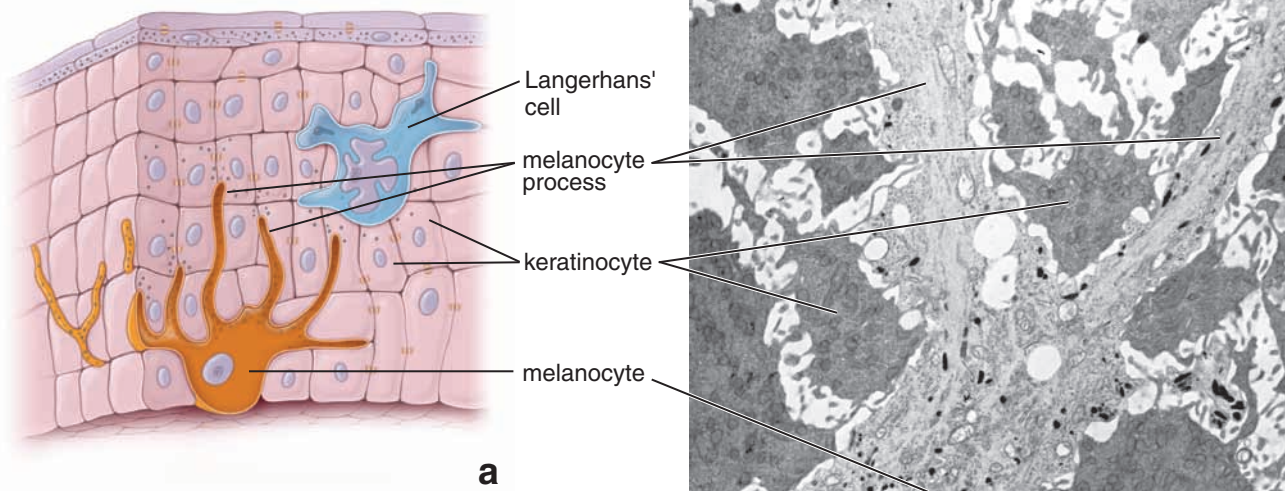 Langerhans'
cell
melanocyte
process
keratinocyte
melanocyte
a